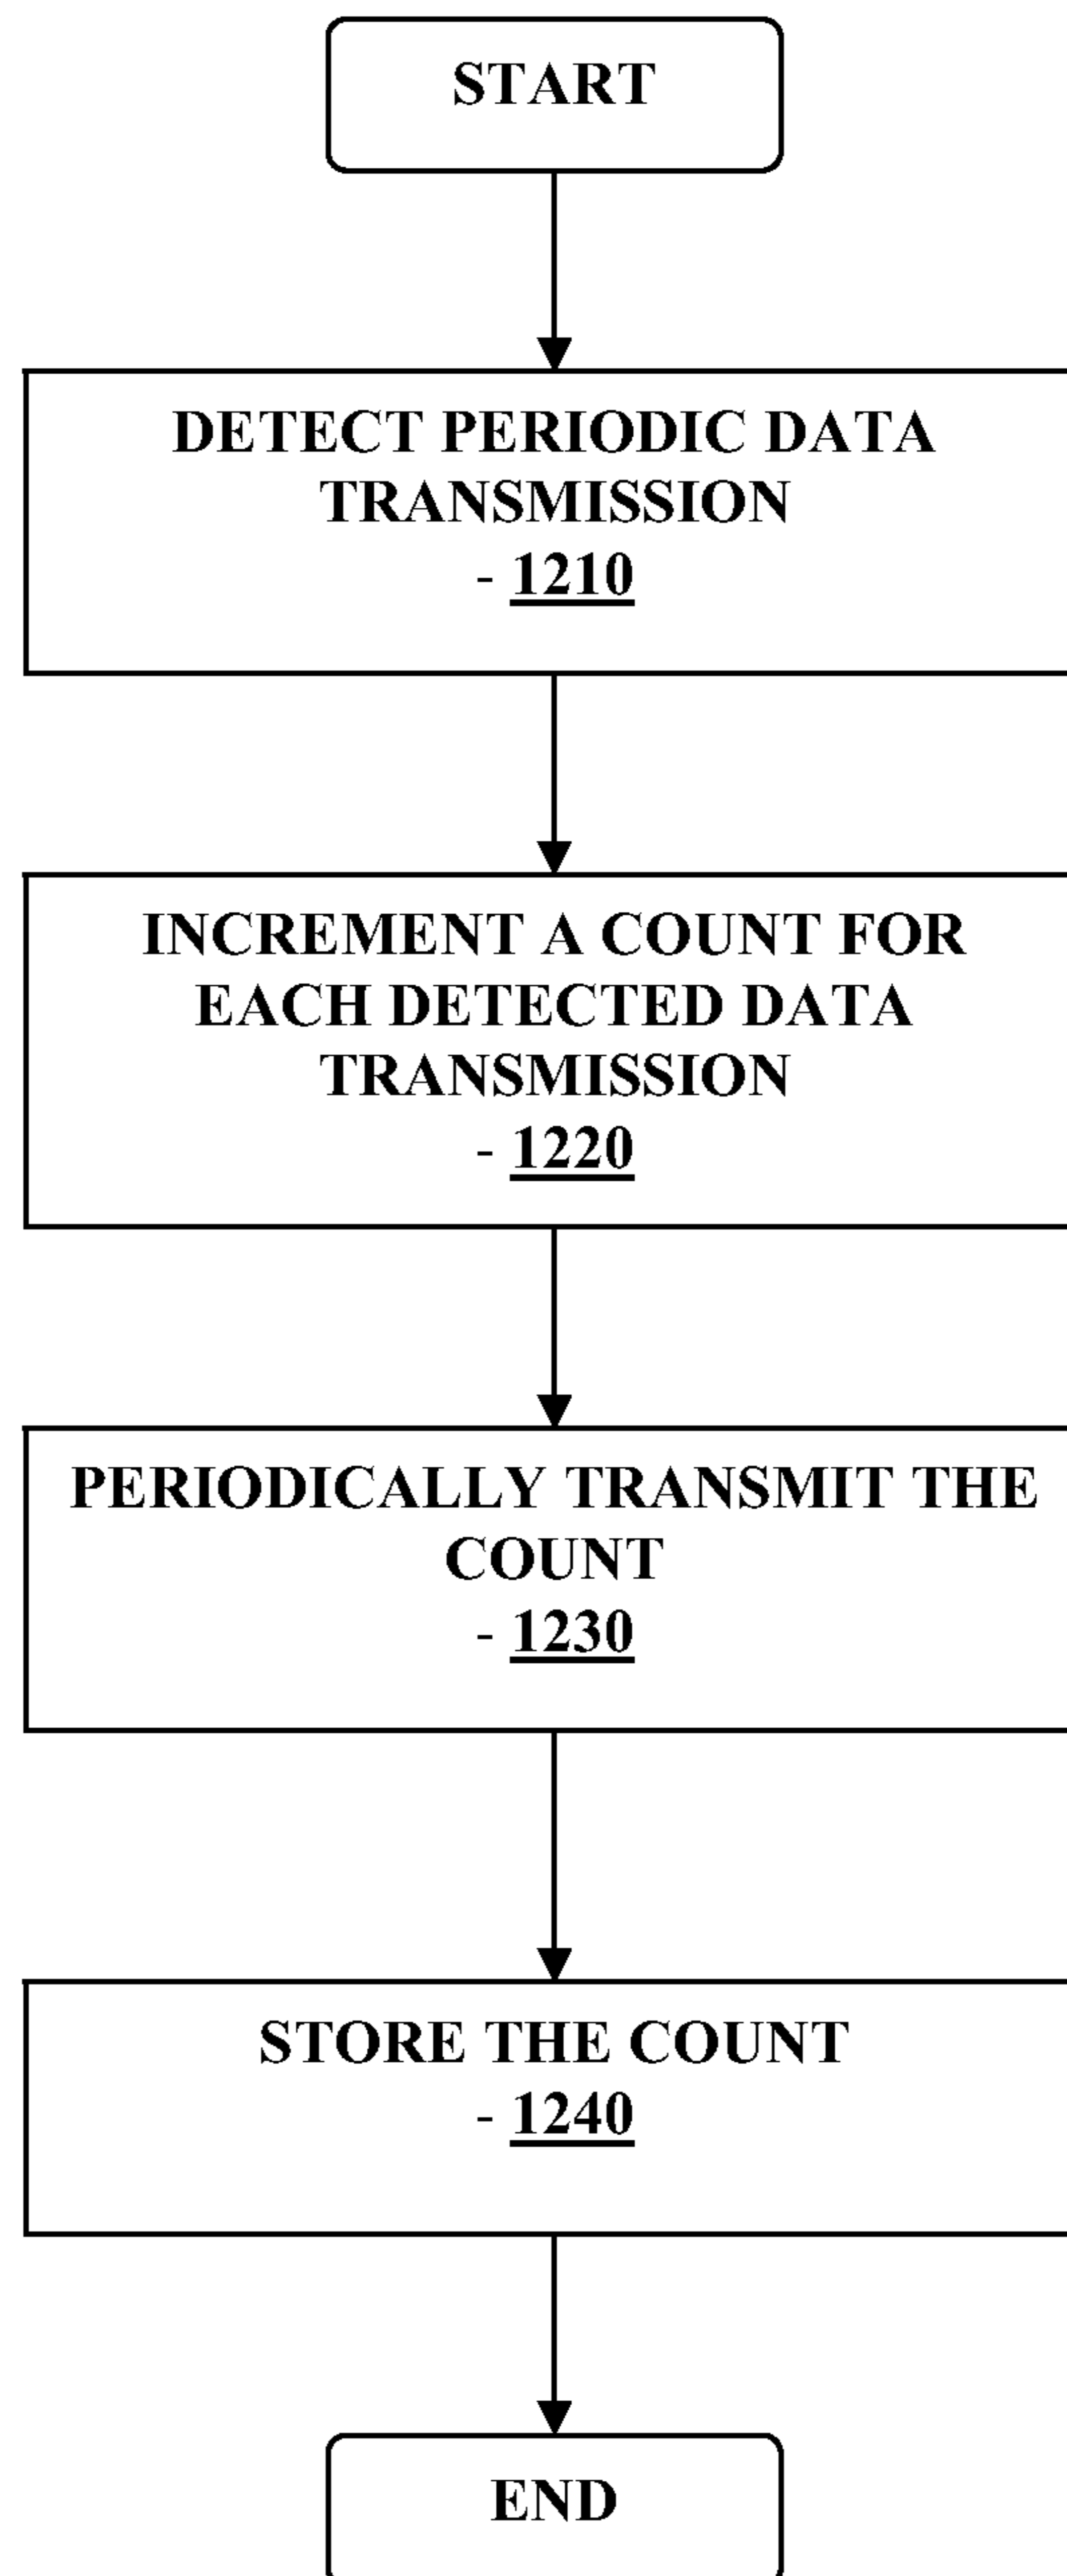 START
DETECT PERIODIC DATA
TRANSMISSION
- 1210
INCREMENT A COUNT FOR
EACH DETECTED DATA
TRANSMISSION
- 1220
PERIODICALLY TRANSMIT THE
COUNT
- 1230
STORE THE COUNT
- 1240
END